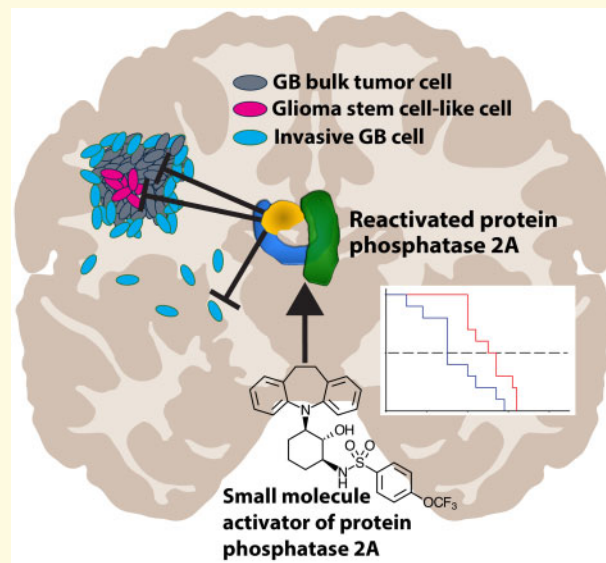 GB bulk tumor cell
Glioma stem cell-like cell
Invasive GB cell
Reactivated protein
phosphatase 2A
N
OH
O
O
S
N
H
OCF₃
Small molecule
activator of protein
phosphatase 2A